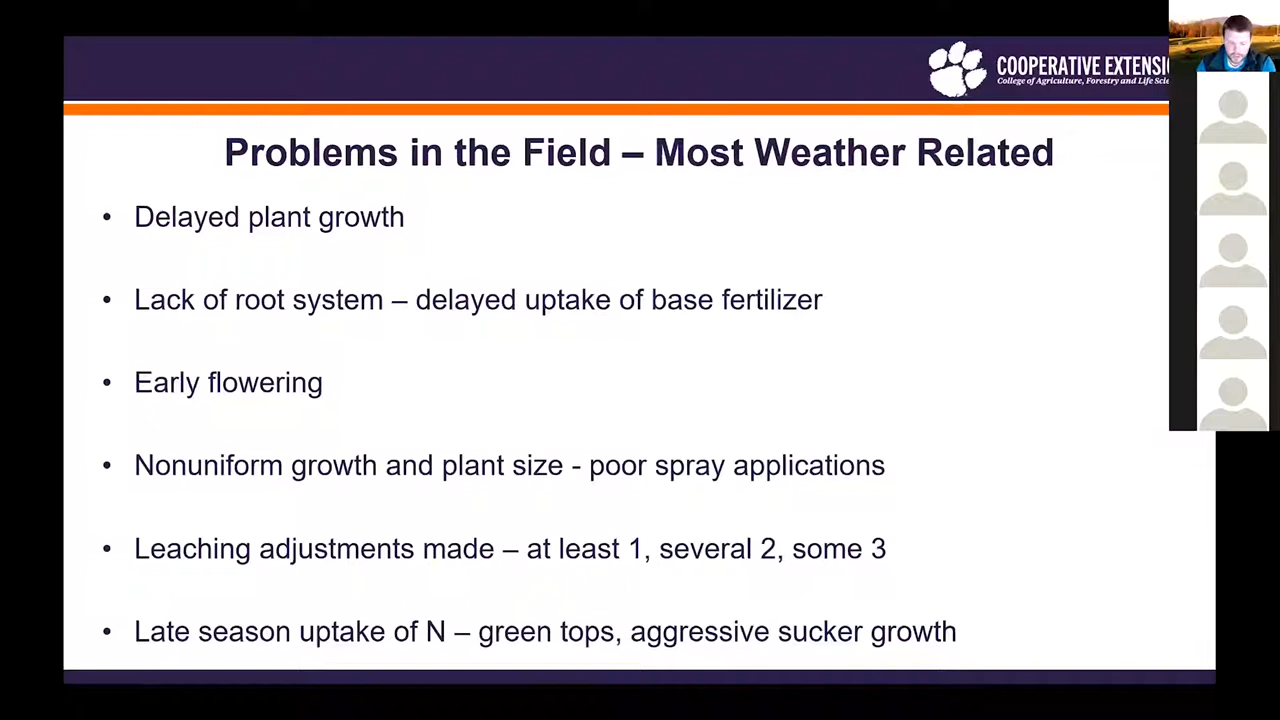 COOPERATIVE EXTENSIO
College of Agriculture, Forestry and Life Scie
Problems in the Field – Most Weather Related
• Delayed plant growth
• Lack of root system – delayed uptake of base fertilizer
• Early flowering
• Nonuniform growth and plant size - poor spray applications
• Leaching adjustments made – at least 1, several 2, some 3
• Late season uptake of N – green tops, aggressive sucker growth